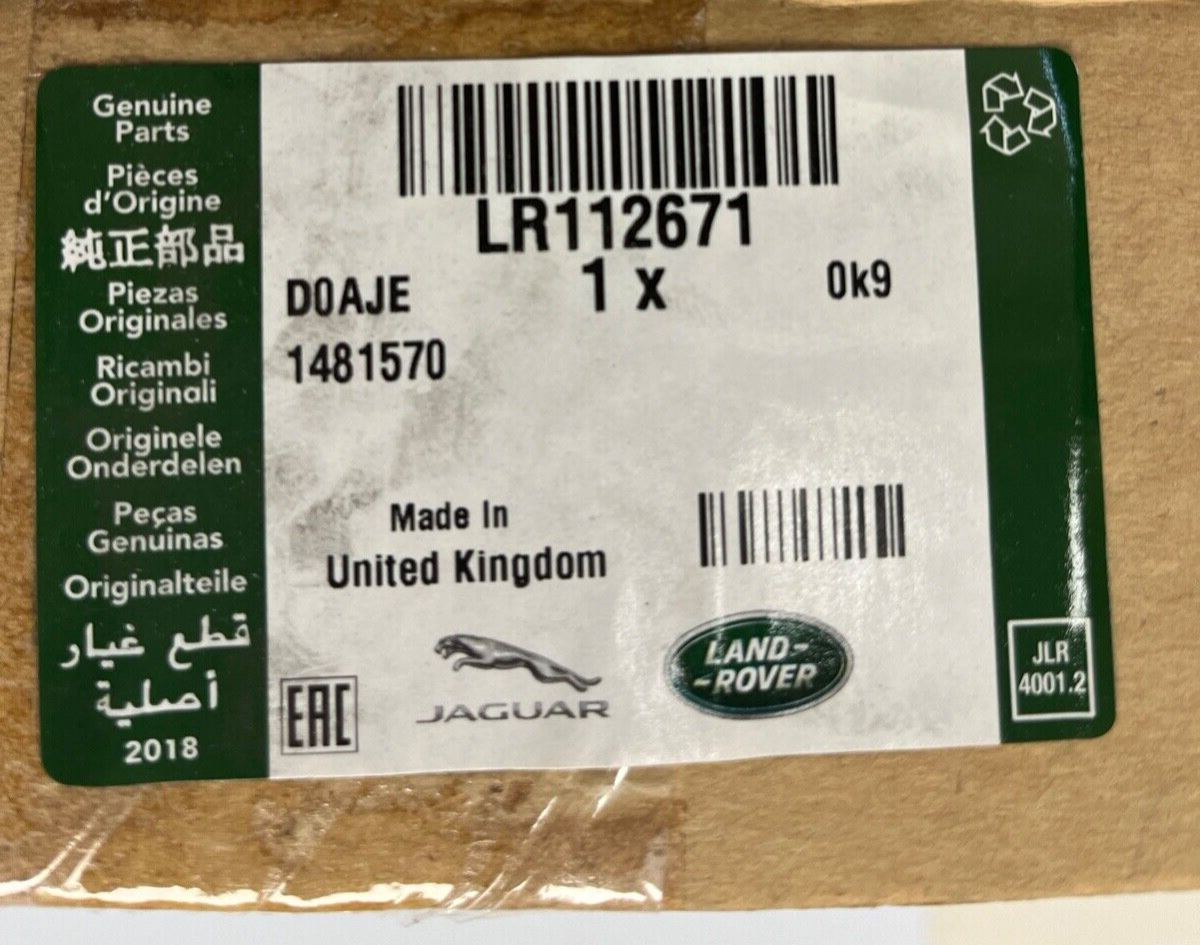 Genuine
Parts
Pièces
d'Origine
純正部品
Piezas
Originales
Ricambi
Originali
Originele
Onderdelen
Peças
Genuinas
Originalteile
قطع غيار
أصلية
2018
LR112671
D0AJE 1 x 0k9
1481570
Made In
United Kingdom
EAC
JAGUAR
LAND-
-ROVER
JLR
4001.2